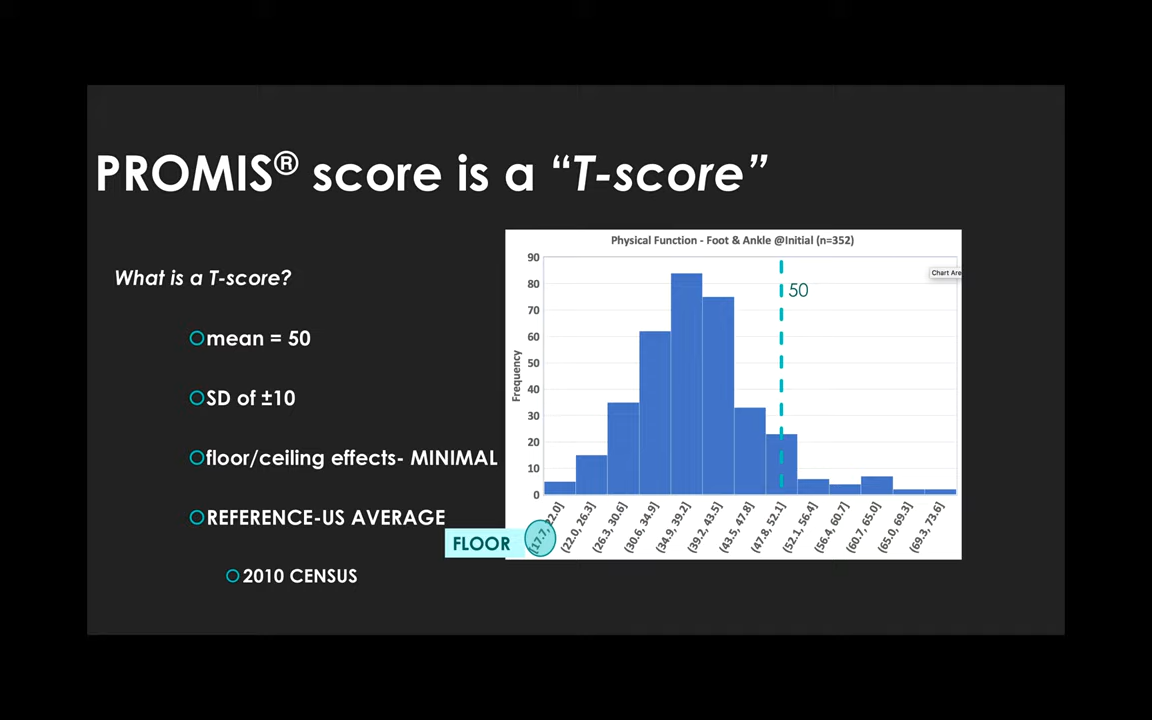 PROMIS® score is a “T-score”
What is a T-score?
mean = 50
SD of ±10
floor/ceiling effects- MINIMAL
REFERENCE-US AVERAGE
2010 CENSUS
FLOOR
Physical Function - Foot & Ankle @Initial (n=352)
Chart Are
50
Frequency
90
80
70
60
50
40
30
20
10
0
[17.7, 22.0]
(22.0, 26.3]
(26.3, 30.6]
(30.6, 34.9]
(34.9, 39.2]
(39.2, 43.5]
(43.5, 47.8]
(47.8, 52.1]
(52.1, 56.4]
(56.4, 60.7]
(60.7, 65.0]
(65.0, 69.3]
(69.3, 73.6]